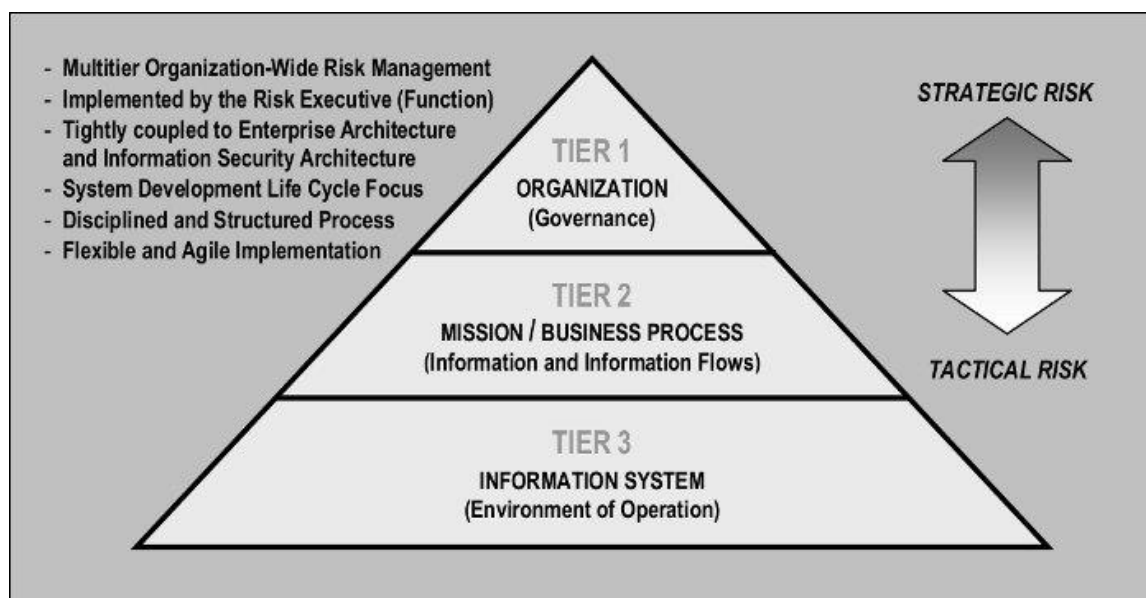 - Multitier Organization-Wide Risk Management
- Implemented by the Risk Executive (Function)
- Tightly coupled to Enterprise Architecture
and Information Security Architecture
- System Development Life Cycle Focus
- Disciplined and Structured Process
- Flexible and Agile Implementation
TIER 1
ORGANIZATION
(Governance)
TIER 2
MISSION / BUSINESS PROCESS
(Information and Information Flows)
TIER 3
INFORMATION SYSTEM
(Environment of Operation)
STRATEGIC RISK
TACTICAL RISK